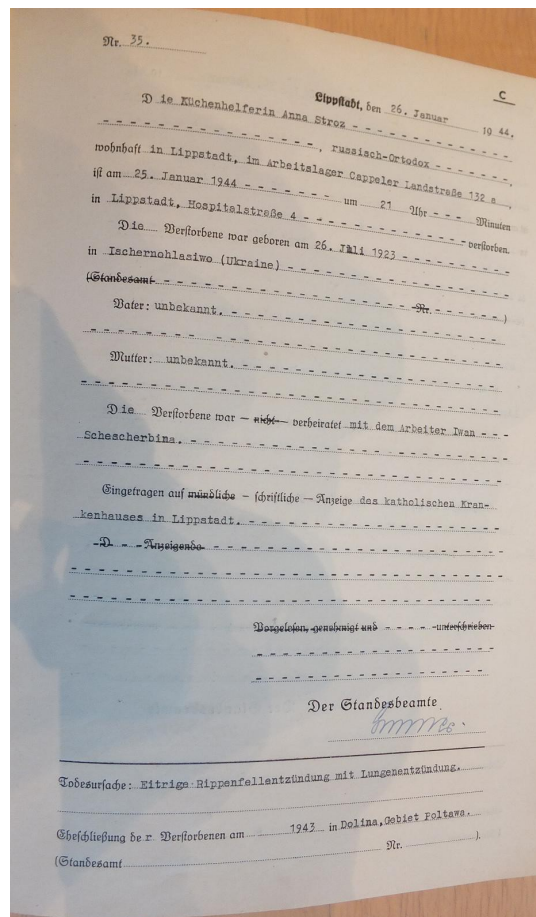 Nr. 35.
C
Lippstadt, den 26. Januar 1944.
Die Küchenhelferin Anna Stroz - - - - - - - - - -
- - - - - - - - - - - - - -, russisch-Ortodox - - - - - - -,
wohnhaft in Lippstadt, im Arbeitslager Cappeler Landstraße 132 a,
ist am 25. Januar 1944 - - - - - - - um 21 Uhr - - - Minuten
in Lippstadt, Hospitalstraße 4 - - - - - - - - - - - verstorben.
Die Verstorbene war geboren am 26. Juli 1923 - - - - - - - - -
in Ischernohlasiwo (Ukraine) - - - - - - - - - - - - - - -
(Standesamt - - - - - - - - - - - - - - - - Nr. - - - - - -)
Vater: unbekannt. - - - - - - - - - - - - - - - - - -
- - - - - - - - - - - - - - - - - - - - - - - - - -
Mutter: unbekannt. - - - - - - - - - - - - - - - - - -
- - - - - - - - - - - - - - - - - - - - - - - - - -
Die Verstorbene war — nicht — verheiratet mit dem Arbeiter Iwan - - -
Schescherbina. - - - - - - - - - - - - - - - - - - - -
- - - - - - - - - - - - - - - - - - - - - - - - - -
Eingetragen auf mündliche — schriftliche — Anzeige des katholischen Kran-
kenhauses in Lippstadt. - - - - - - - - - - - - - - - -
-D - - -Anzeigende- - - - - - - - - - - - - - - - - - -
- - - - - - - - - - - - - - - - - - - - - - - - - -
- - - - - - - - - - - - - - - - - - - - - - - - - -
Vorgelesen, genehmigt und - - - - -unterschrieben
- - - - - - - - - - - - - - -
- - - - - - - - - - - - - - -
Der Standesbeamte
Todesursache: Eitrige Rippenfellentzündung mit Lungenentzündung.
Eheschließung der Verstorbenen am 1943 in Dolina, Gebiet Poltawa.
(Standesamt Nr. ).